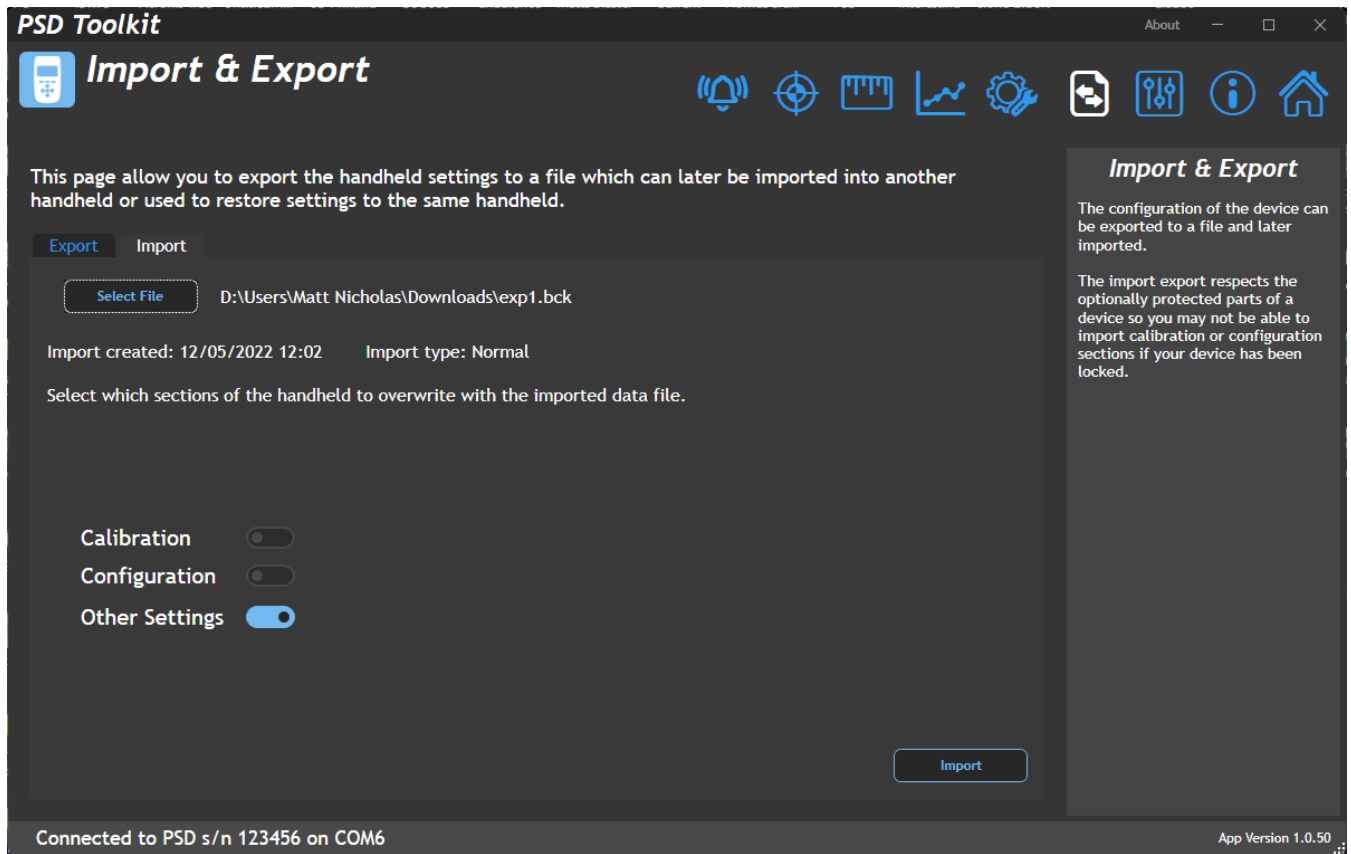 PSD Toolkit
About
Import & Export
This page allow you to export the handheld settings to a file which can later be imported into another
handheld or used to restore settings to the same handheld.
Export
Import
Select File
D:\Users\Matt Nicholas\Downloads\exp1.bck
Import created: 12/05/2022 12:02
Import type: Normal
Select which sections of the handheld to overwrite with the imported data file.
Calibration
Configuration
Other Settings
Import
Import & Export
The configuration of the device can
be exported to a file and later
imported.
The import export respects the
optionally protected parts of a
device so you may not be able to
import calibration or configuration
sections if your device has been
locked.
Connected to PSD s/n 123456 on COM6
App Version 1.0.50